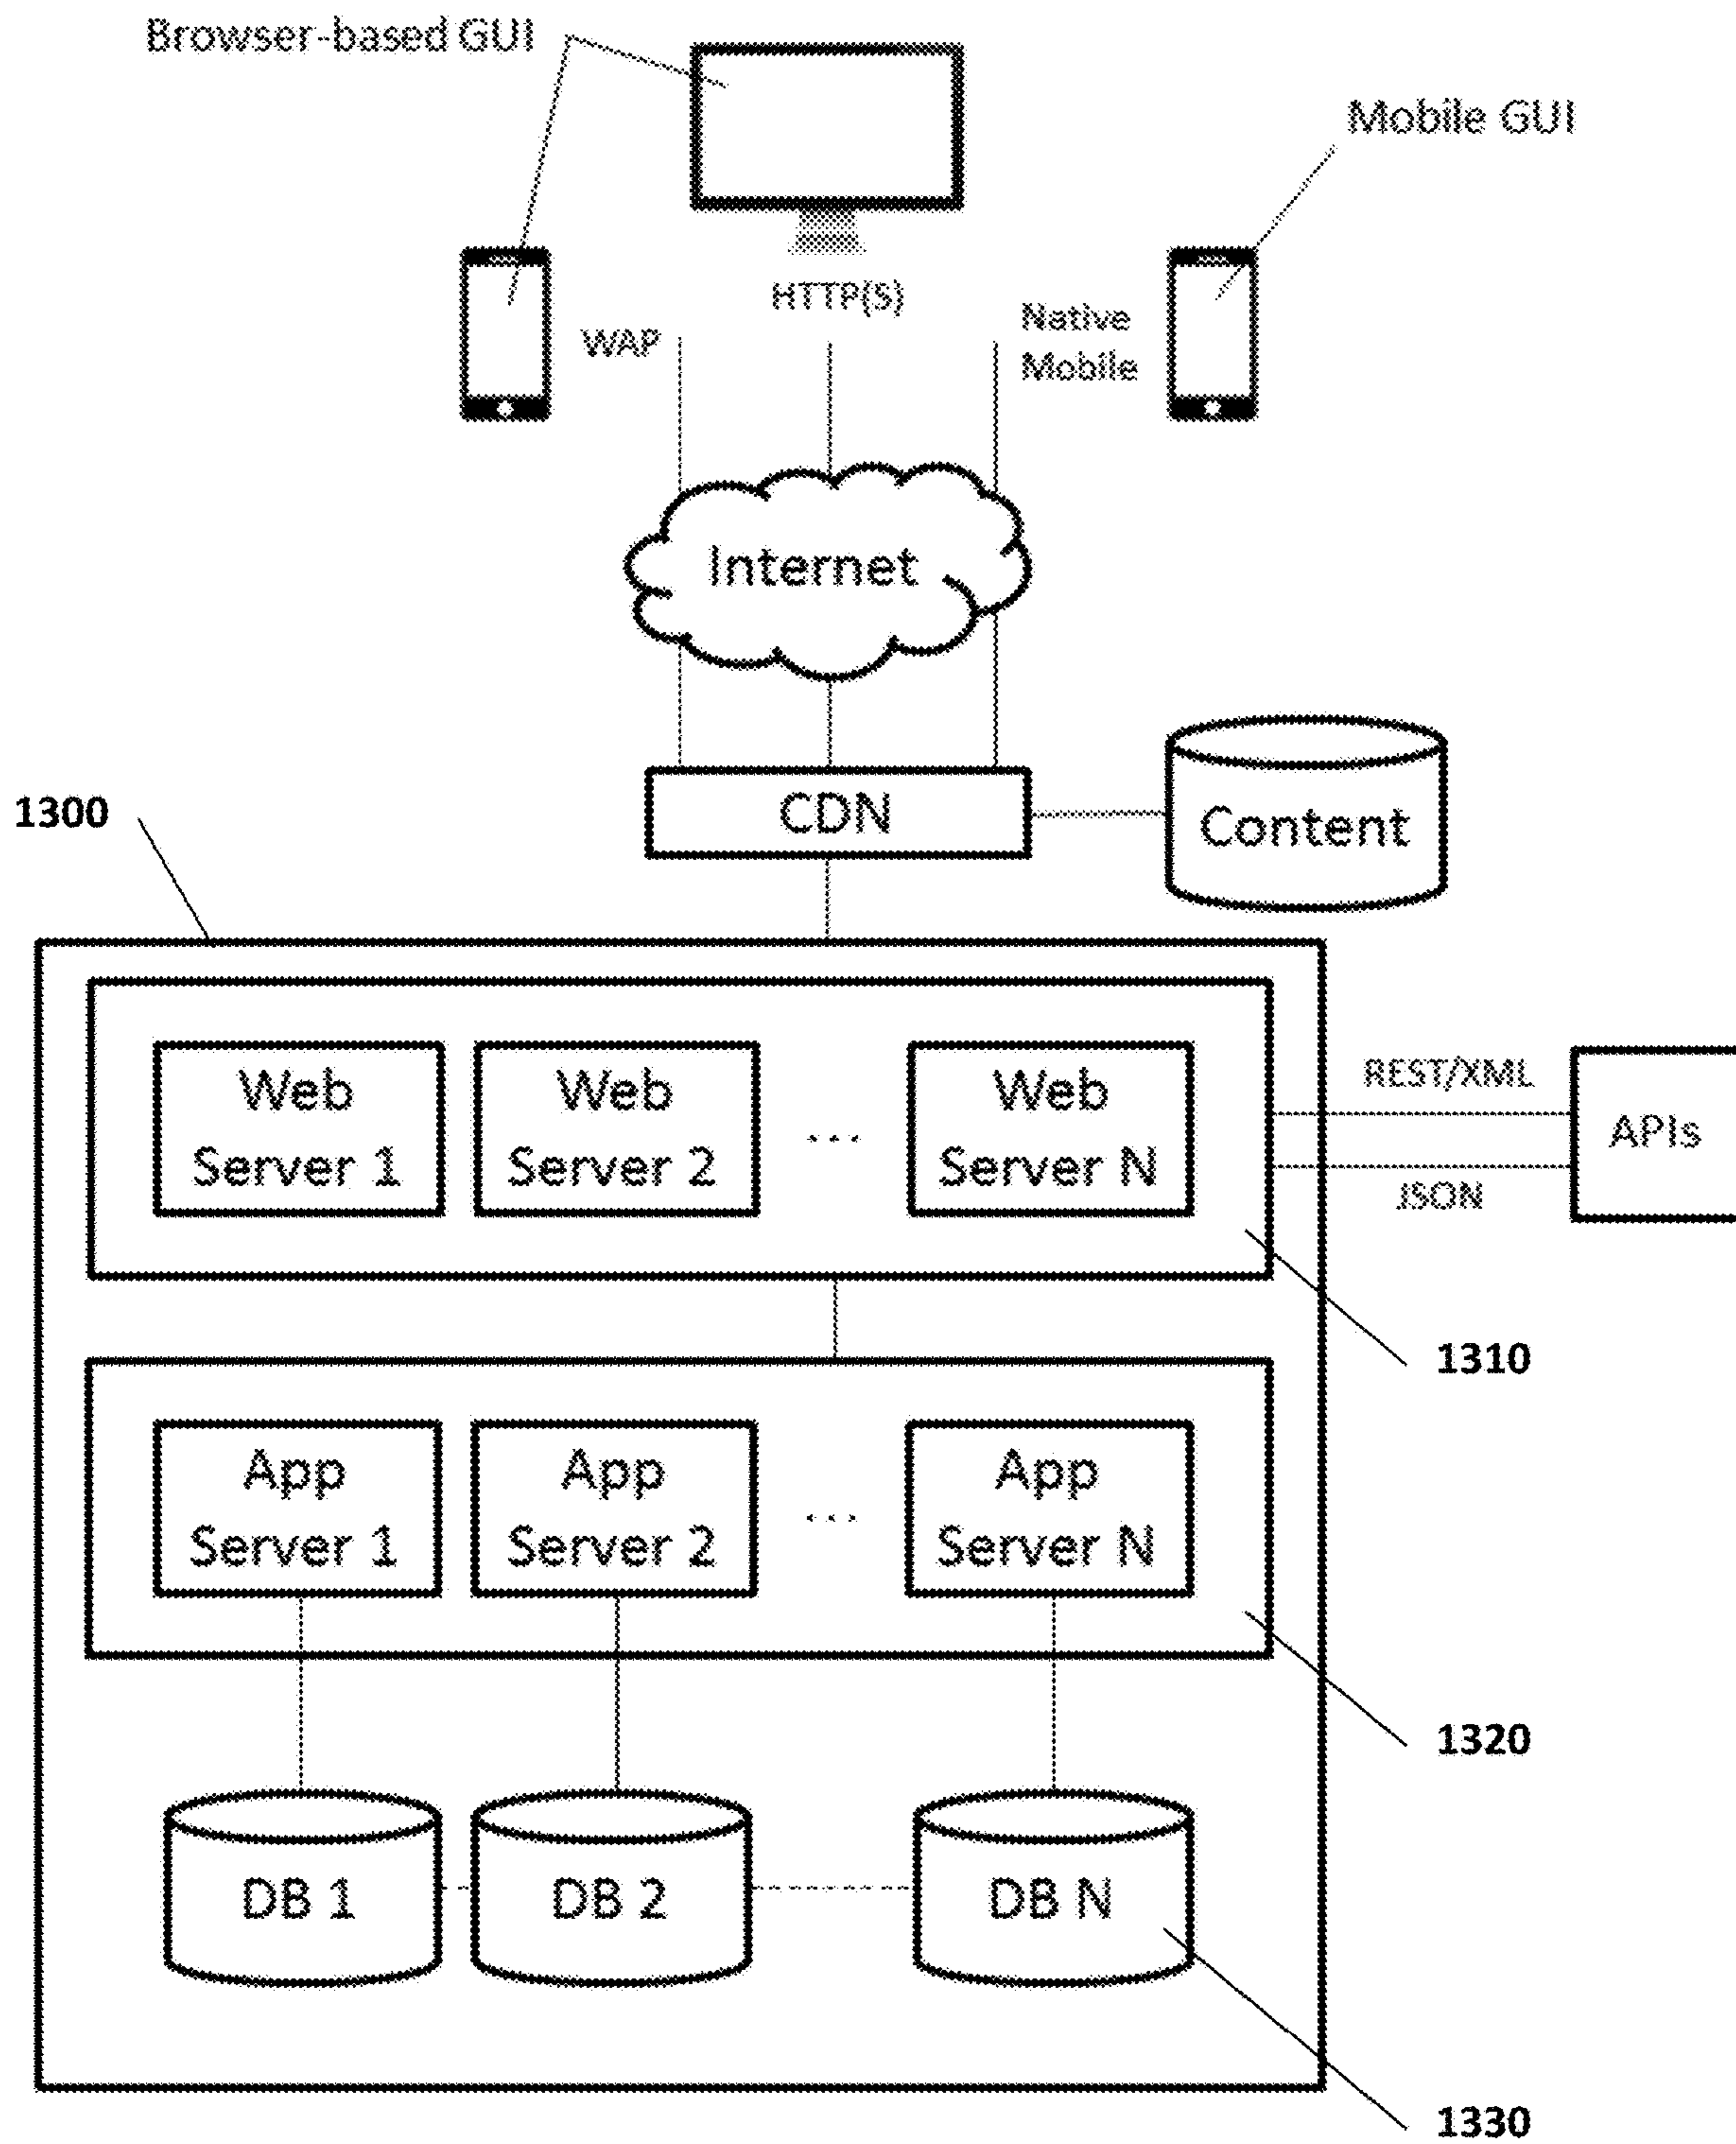 Browser-based GUI
Mobile GUI
HTTP(S)
WAP
Native
Mobile
Internet
CDN
Content
1300
Web
Server 1
Web
Server 2
...
Web
Server N
REST/XML
JSON
APIs
1310
App
Server 1
App
Server 2
...
App
Server N
1320
DB 1
DB 2
DB N
1330